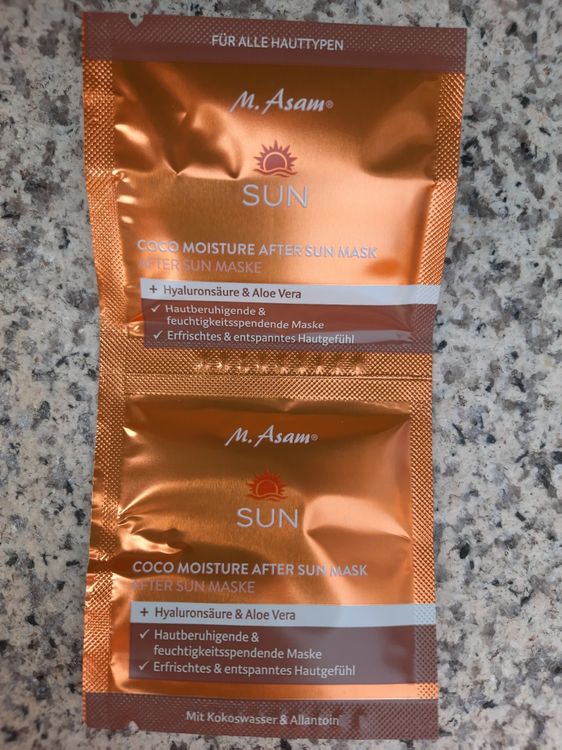 FÜR ALLE HAUTTYPEN
M. Asam®
SUN
COCO MOISTURE AFTER SUN MASK
AFTER SUN MASKE
+ Hyaluronsäure & Aloe Vera
✓ Hautberuhigende &
feuchtigkeitsspendende Maske
✓ Erfrischtes & entspanntes Hautgefühl
M. Asam®
SUN
COCO MOISTURE AFTER SUN MASK
AFTER SUN MASKE
+ Hyaluronsäure & Aloe Vera
✓ Hautberuhigende &
feuchtigkeitsspendende Maske
✓ Erfrischtes & entspanntes Hautgefühl
Mit Kokoswasser & Allantoin